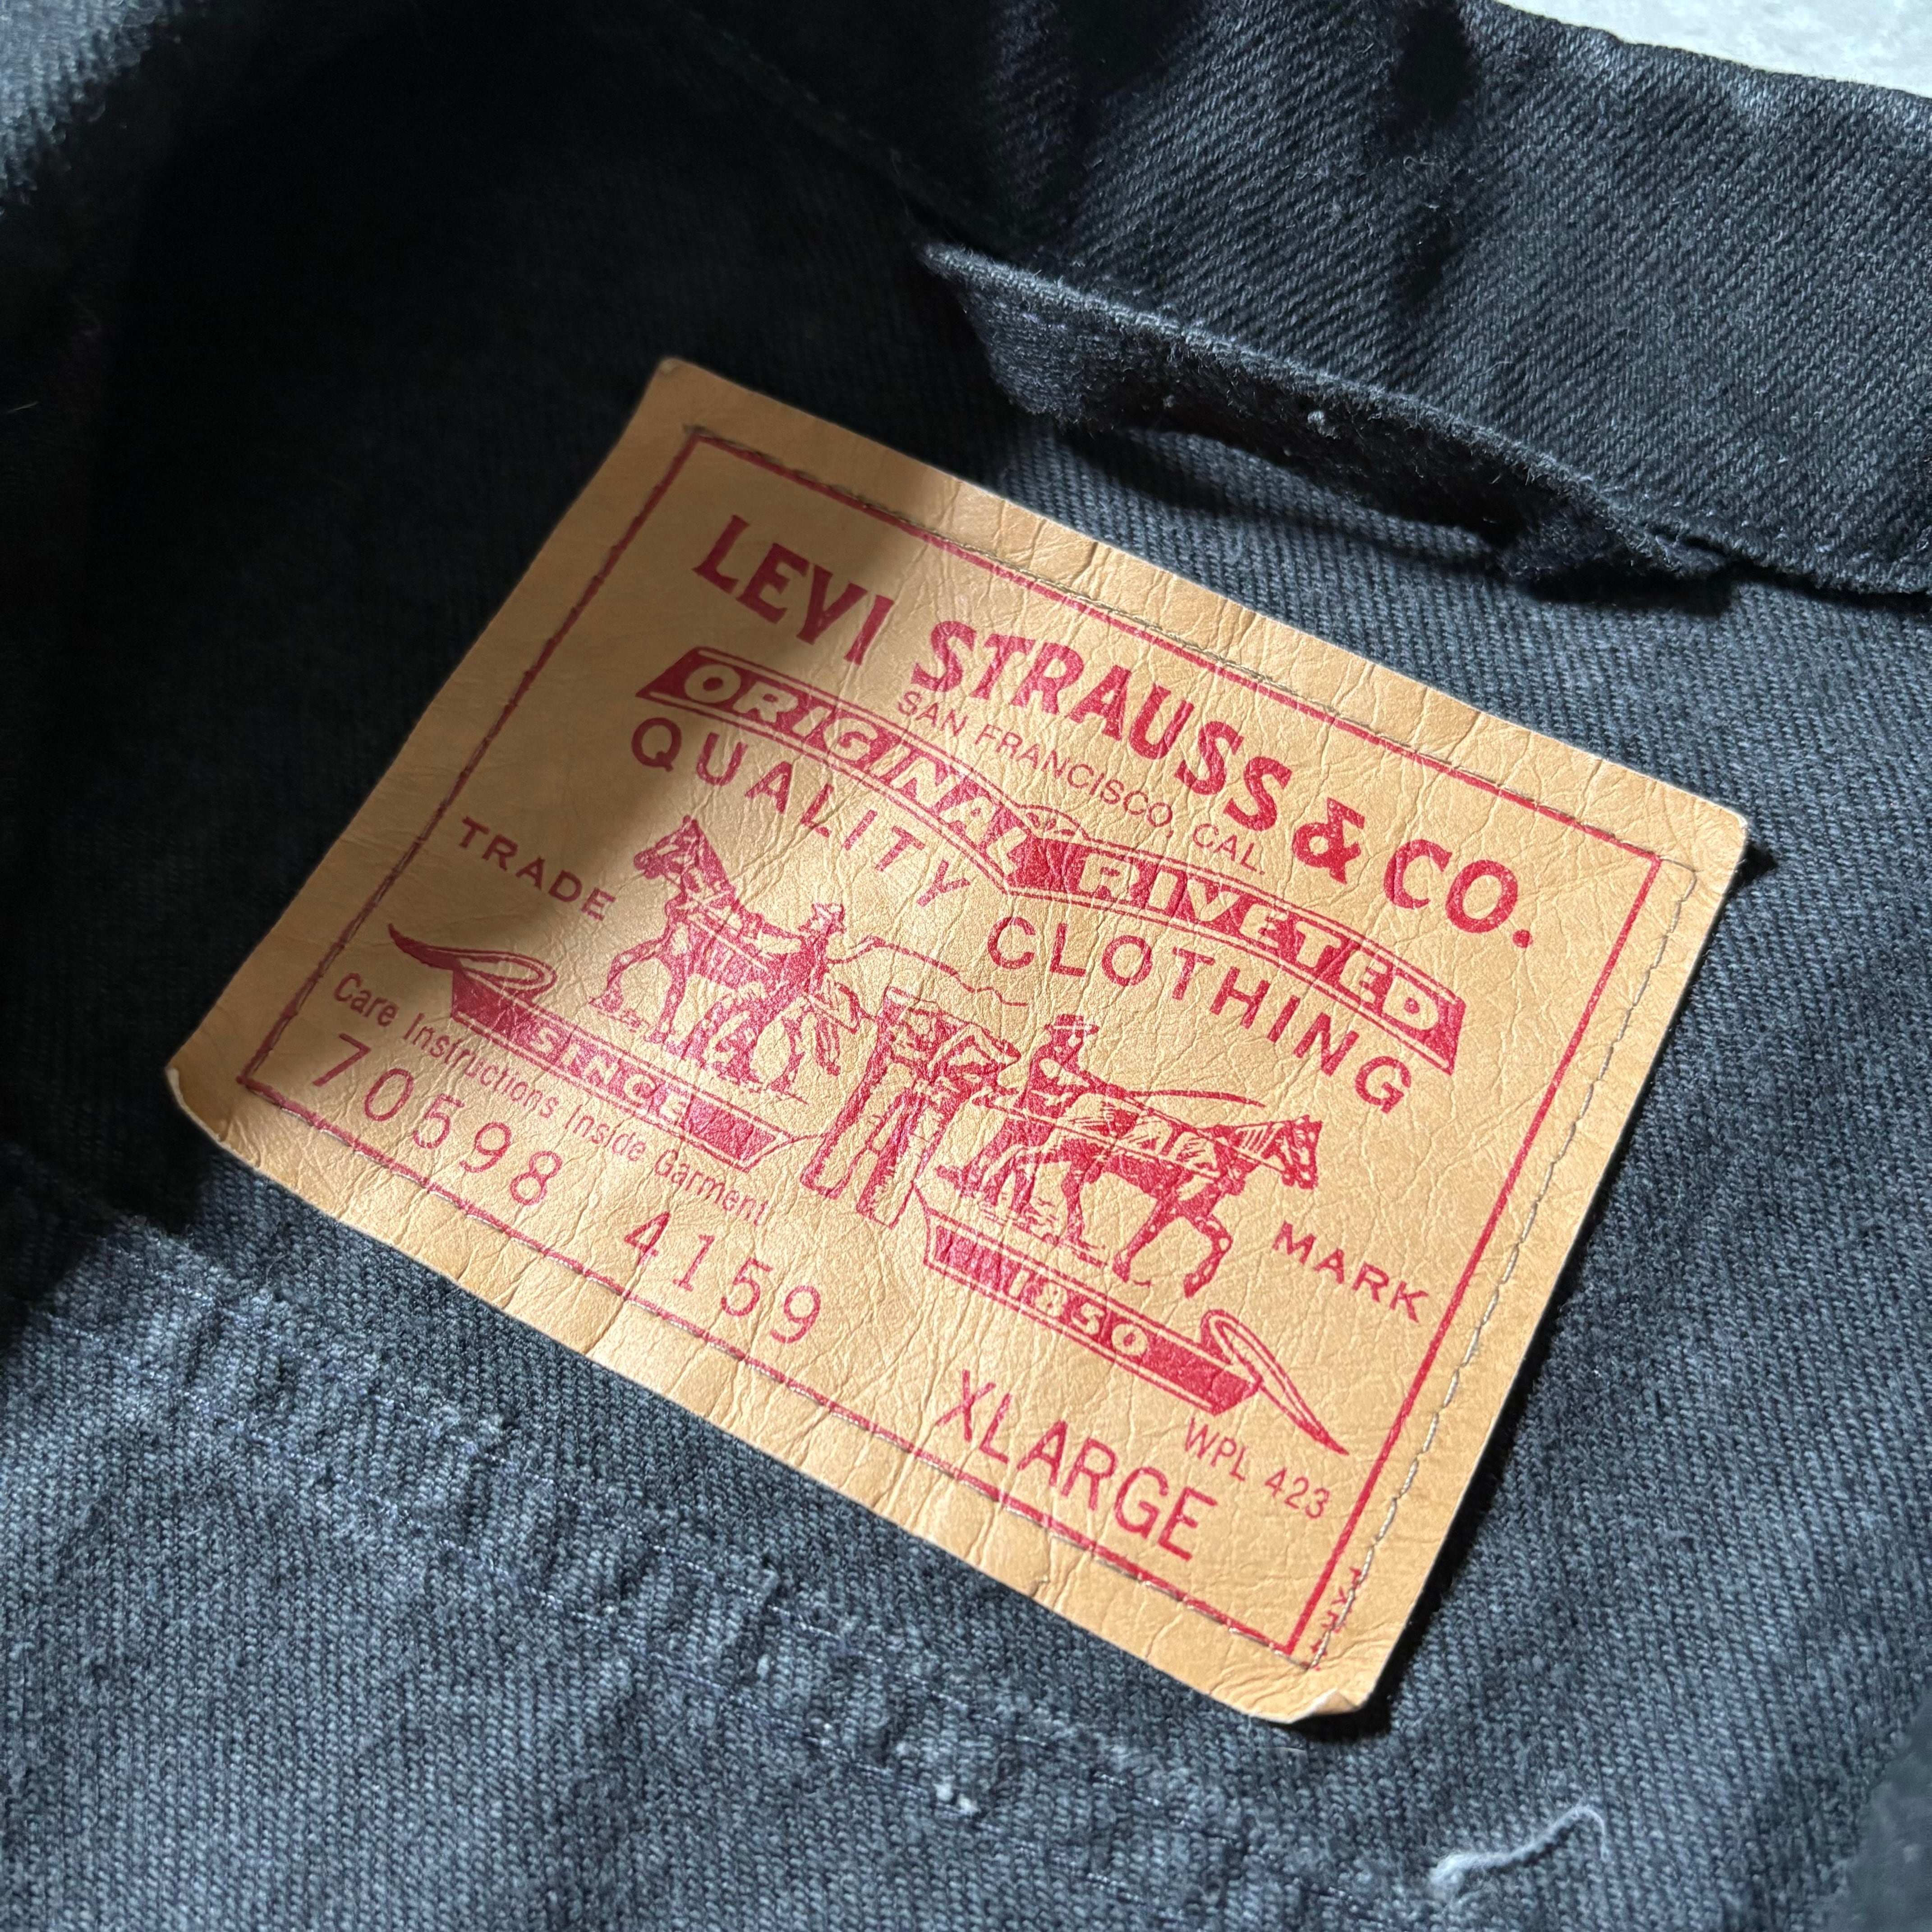 LEVI STRAUSS & CO.
SAN FRANCISCO, CAL.
ORIGINAL RIVETED
QUALITY CLOTHING
TRADE MARK
SINCE 1850
Care Instructions Inside Garment
WPL 423
70598 4159
XLARGE